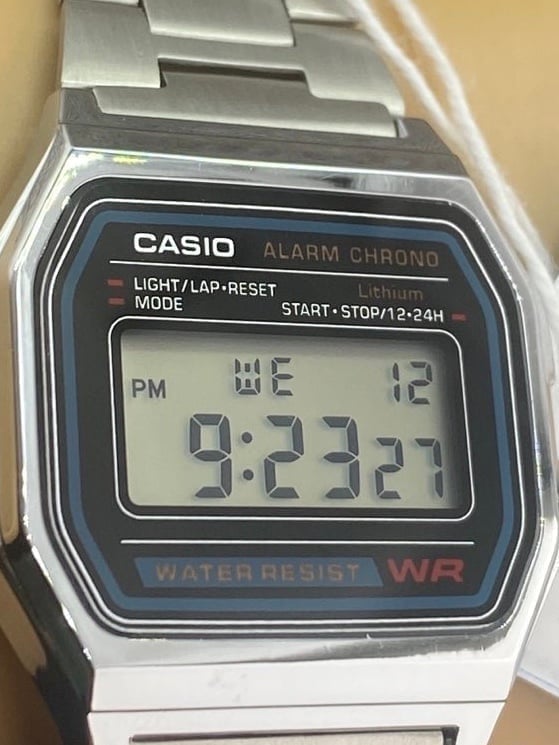 CASIO ALARM CHRONO
LIGHT/LAP•RESET Lithium
MODE START•STOP/12•24H
WE 12
PM
9:23 27
WATER RESIST WR